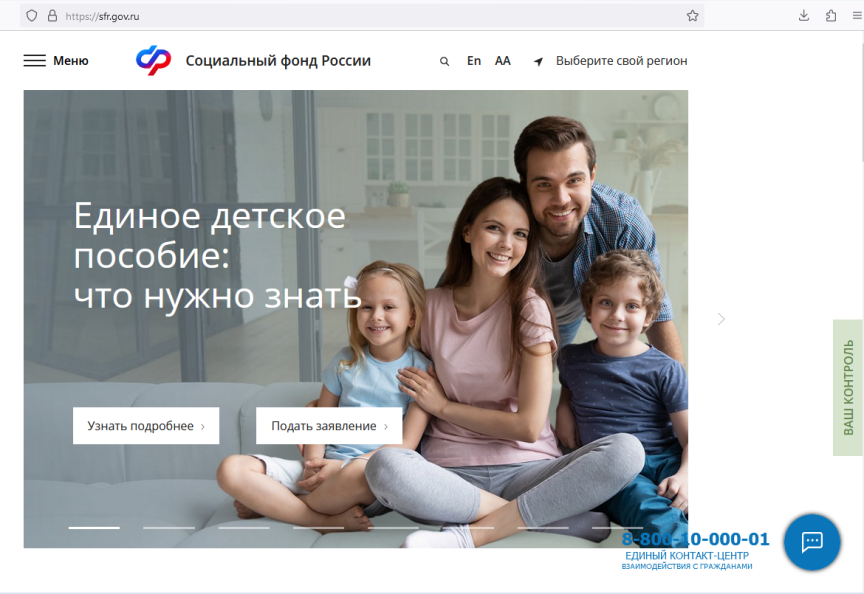 https://sfr.gov.ru
Меню
Социальный фонд России
En
АА
Выберите свой регион
Единое детское
пособие:
что нужно знать
Узнать подробнее
Подать заявление
ВАШ КОНТРОЛЬ
8-800-10-000-01
ЕДИНЫЙ КОНТАКТ-ЦЕНТР
ВЗАИМОДЕЙСТВИЯ С ГРАЖДАНАМИ